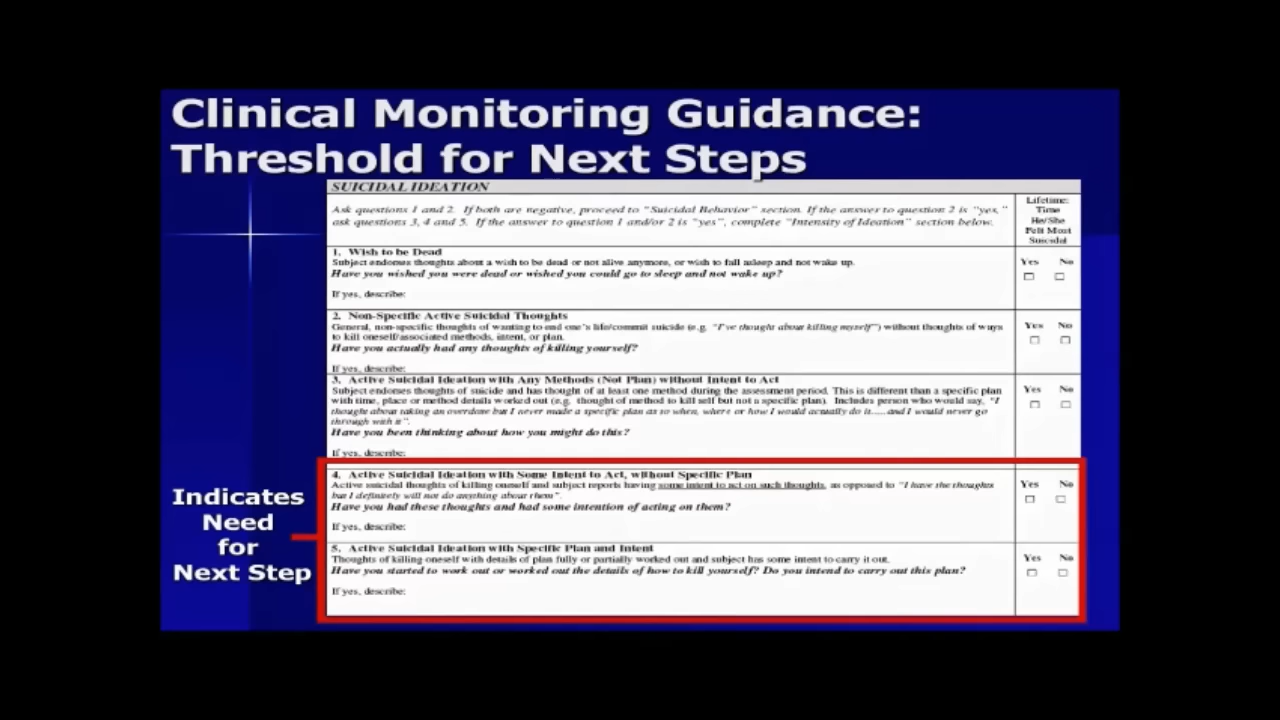 Clinical Monitoring Guidance:
Threshold for Next Steps
SUICIDAL IDEATION
Ask questions 1 and 2. If both are negative, proceed to "Suicidal Behavior" section. If the answer to question 2 is "yes,"
ask questions 3, 4 and 5. If the answer to question 1 and/or 2 is "yes", complete "Intensity of Ideation" section below.
Lifetime:
Time
He/She
Felt Most
Suicidal
1. Wish to be Dead
Subject endorses thoughts about a wish to be dead or not alive anymore, or wish to fall asleep and not wake up.
Have you wished you were dead or wished you could go to sleep and not wake up?
If yes, describe:
Yes No
2. Non-Specific Active Suicidal Thoughts
General, non-specific thoughts of wanting to end one's life/commit suicide (e.g. "I've thought about killing myself") without thoughts of ways
to kill oneself/associated methods, intent, or plan.
Have you actually had any thoughts of killing yourself?
If yes, describe:
Yes No
3. Active Suicidal Ideation with Any Methods (Not Plan) without Intent to Act
Subject endorses thoughts of suicide and has thought of at least one method during the assessment period. This is different than a specific plan
with time, place or method details worked out (e.g. thought of method to kill self but not a specific plan). Includes person who would say, "I
thought about taking an overdose but I never made a specific plan as to when, where or how I would actually do it.....and I would never go
through with it".
Have you been thinking about how you might do this?
If yes, describe:
Yes No
Indicates
Need
for
Next Step
4. Active Suicidal Ideation with Some Intent to Act, without Specific Plan
Active suicidal thoughts of killing oneself and subject reports having some intent to act on such thoughts, as opposed to "I have the thoughts
but I definitely will not do anything about them".
Have you had these thoughts and had some intention of acting on them?
If yes, describe:
Yes No
5. Active Suicidal Ideation with Specific Plan and Intent
Thoughts of killing oneself with details of plan fully or partially worked out and subject has some intent to carry it out.
Have you started to work out or worked out the details of how to kill yourself? Do you intend to carry out this plan?
If yes, describe:
Yes No